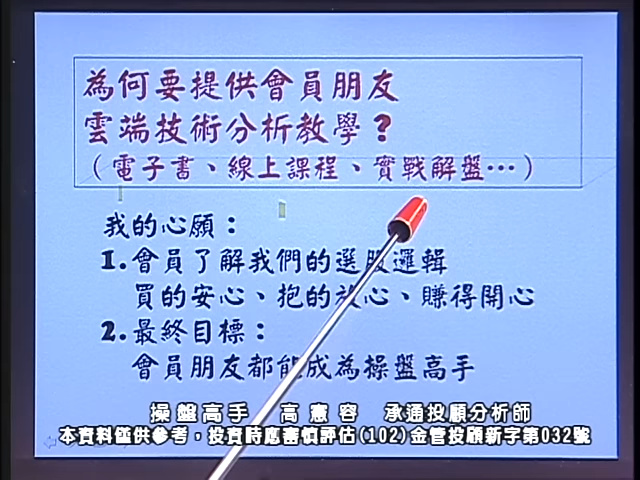 為何要提供會員朋友
雲端技術分析教學？
（電子書、線上課程、實戰解盤…）
我的心願：
1.會員了解我們的選股邏輯
買的安心、抱的放心、賺得開心
2.最終目標：
會員朋友都能成為操盤高手
操盤高手 高憲容 承通投顧分析師
本資料僅供參考，投資時應審慎評估(102)金管投顧新字第032號